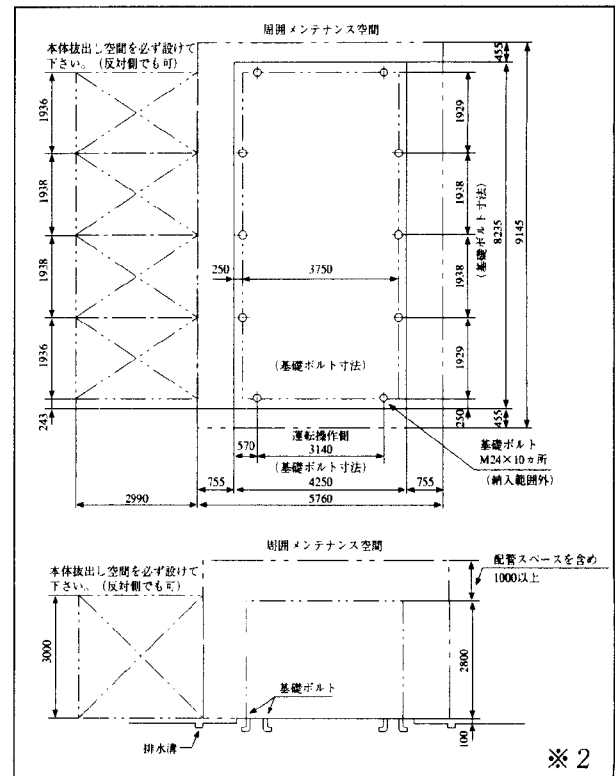 周囲メンテナンス空間
本体抜出し空間を必ず設けて
下さい。(反対側でも可)
455
1936
1929
1938
1938
(基礎ボルト寸法)
8235
9145
250
3750
1938
1938
1936
1929
(基礎ボルト寸法)
243
250
455
運転操作側
570
3140
(基礎ボルト寸法)
基礎ボルト
M24×10カ所
(納入範囲外)
755
4250
755
2990
5760
周囲メンテナンス空間
本体抜出し空間を必ず設けて
下さい。(反対側でも可)
配管スペースを含め
1000以上
3000
2800
基礎ボルト
排水溝
100
※2